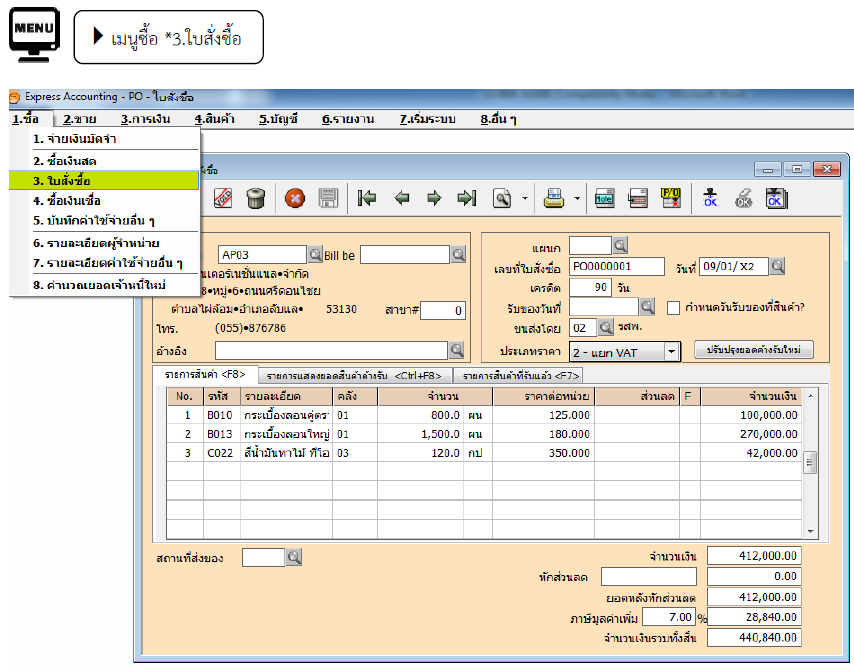 MENU
เมนูซื้อ *3.ใบสั่งซื้อ
Express Accounting - PO - ใบสั่งซื้อ
1.ซื้อ 2.ขาย 3.การเงิน 4.สินค้า 5.บัญชี 6.รายงาน 7.เริ่มระบบ 8.อื่น ๆ
1. จ่ายเงินมัดจำ
2. ซื้อเงินสด
3. ใบสั่งซื้อ
4. ซื้อเงินเชื่อ
5. บันทึกค่าใช้จ่ายอื่น ๆ
6. รายละเอียดผู้จำหน่าย
7. รายละเอียดค่าใช้จ่ายอื่น ๆ
8. คำนวณยอดเจ้าหนี้ใหม่
Note P/O OK OK OK
AP03 Bill be
นเตอร์เนชั่นแนล•จำกัด
8•หมู่•6•ถนนศรีดอนไชย
ตำบลไผ่ล้อม•อำเภอลับแล• 53130 สาขา# 0
โทร. (055)•876786
อ้างอิง
แผนก
เลขที่ใบสั่งซื้อ PO0000001 วันที่ 09/01/ X2
เครดิต 90 วัน
รับของวันที่ กำหนดวันรับของที่สินค้า?
ขนส่งโดย 02 รสพ.
ประเภทราคา 2 - แยก VAT ปรับปรุงยอดค้างรับใหม่
รายการสินค้า <F8> รายการแสดงยอดสินค้าค้างรับ <Ctrl+F8> รายการสินค้าที่รับแล้ว <F7>
No. รหัส รายละเอียด คลัง จำนวน ราคาต่อหน่วย ส่วนลด F จำนวนเงิน
1 B010 กระเบื้องลอนคู่ตร 01 800.0 ผน 125.000 100,000.00
2 B013 กระเบื้องลอนใหญ่ 01 1,500.0 ผน 180.000 270,000.00
3 C022 สีน้ำมันทาไม้ ทีโอ 03 120.0 กป 350.000 42,000.00
สถานที่ส่งของ
จำนวนเงิน 412,000.00
หักส่วนลด 0.00
ยอดหลังหักส่วนลด 412,000.00
ภาษีมูลค่าเพิ่ม 7.00 % 28,840.00
จำนวนเงินรวมทั้งสิ้น 440,840.00